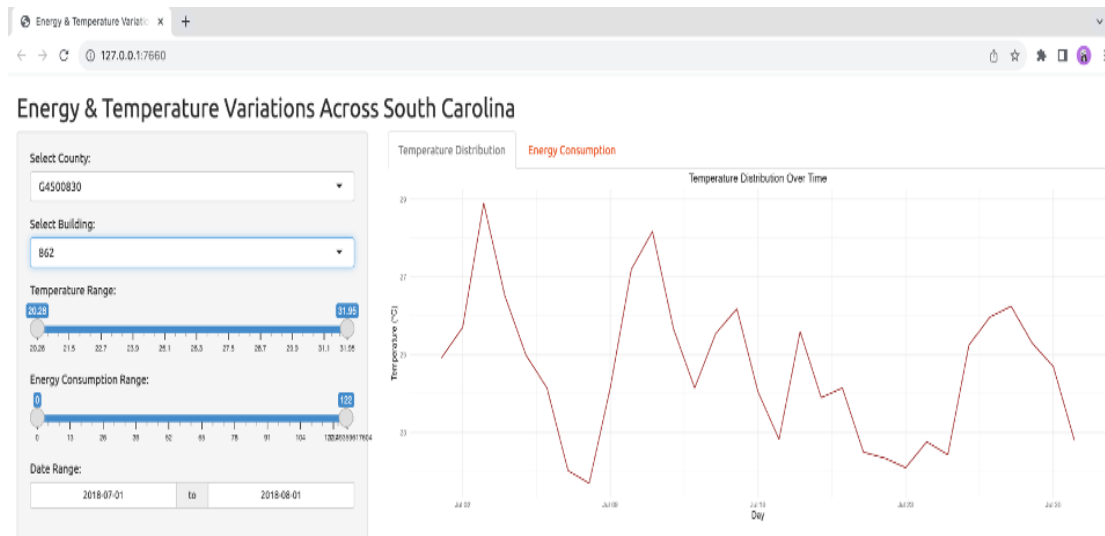 Energy & Temperature Variatio
127.0.0.1:7660
Energy & Temperature Variations Across South Carolina
Select County:
G4500830
Select Building:
B62
Temperature Range:
20.28 31.95
20.28 21.5 22.7 23.9 25.1 26.3 27.5 28.7 29.9 31.1 31.95
Energy Consumption Range:
0 122
0 13 26 39 52 65 78 91 104
Date Range:
2018-07-01 to 2018-08-01
Temperature Distribution Energy Consumption
Temperature Distribution Over Time
Temperature (°C)
29
27
25
23
Jul 02 Jul 09 Jul 16 Jul 23 Jul 30
Day